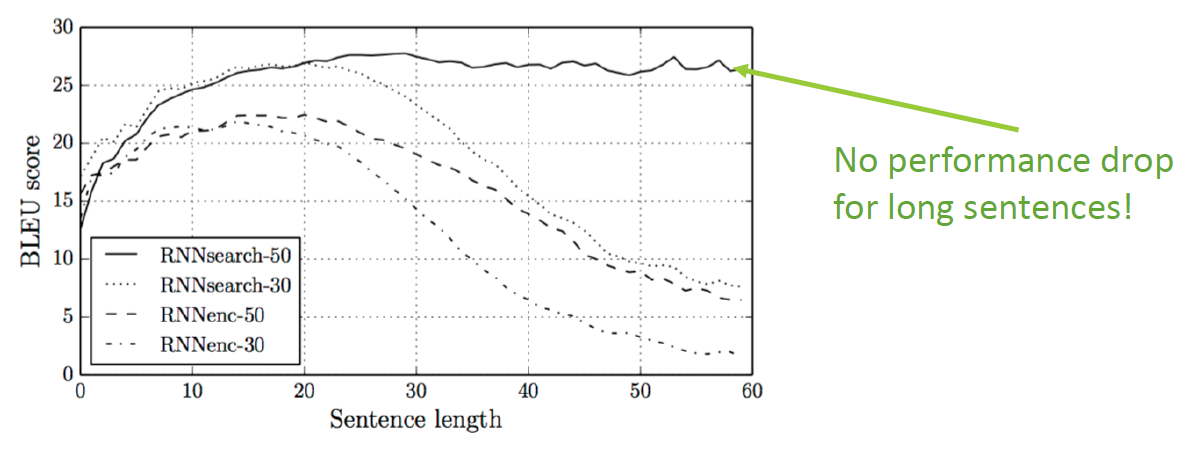 30
25
20
15
10
5
0
BLEU score
RNNsearch-50
RNNsearch-30
RNNenc-50
RNNenc-30
0 10 20 30 40 50 60
Sentence length
No performance drop
for long sentences!